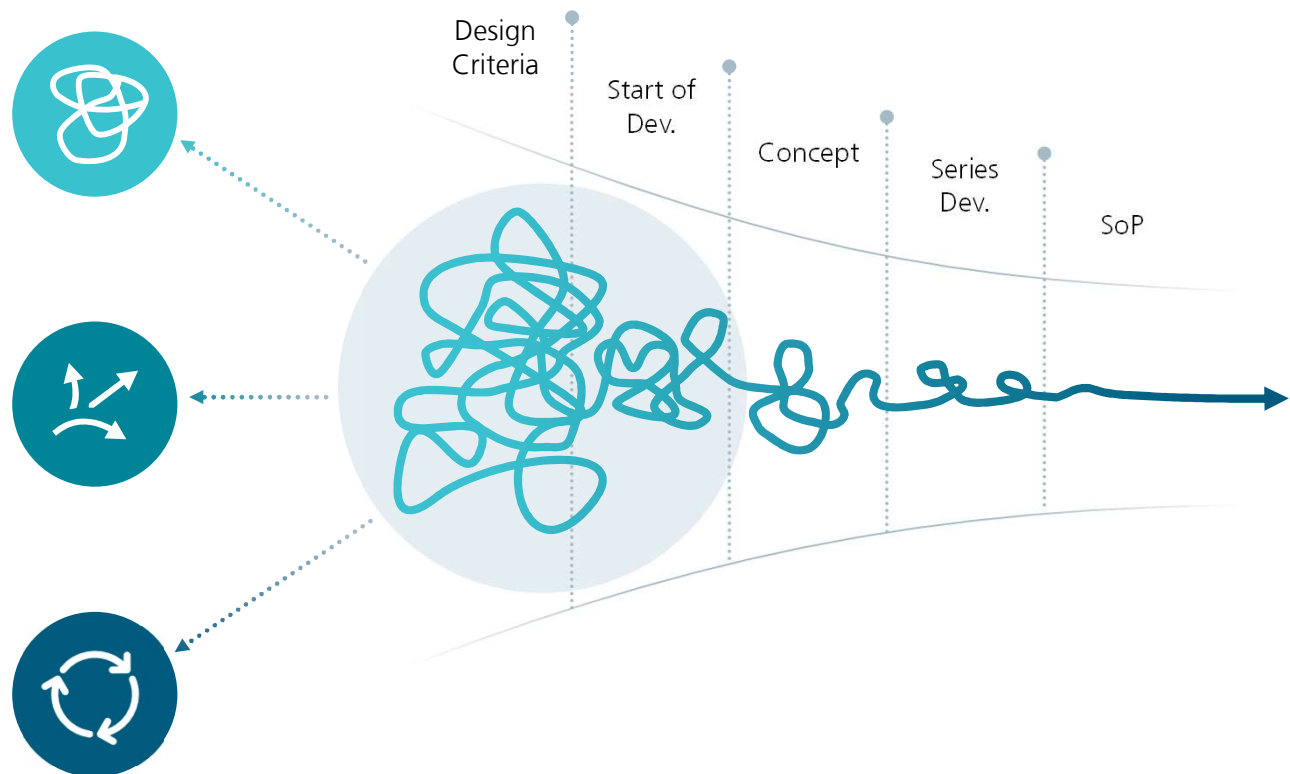 Design
Criteria
Start of
Dev.
Concept
Series
Dev.
SoP